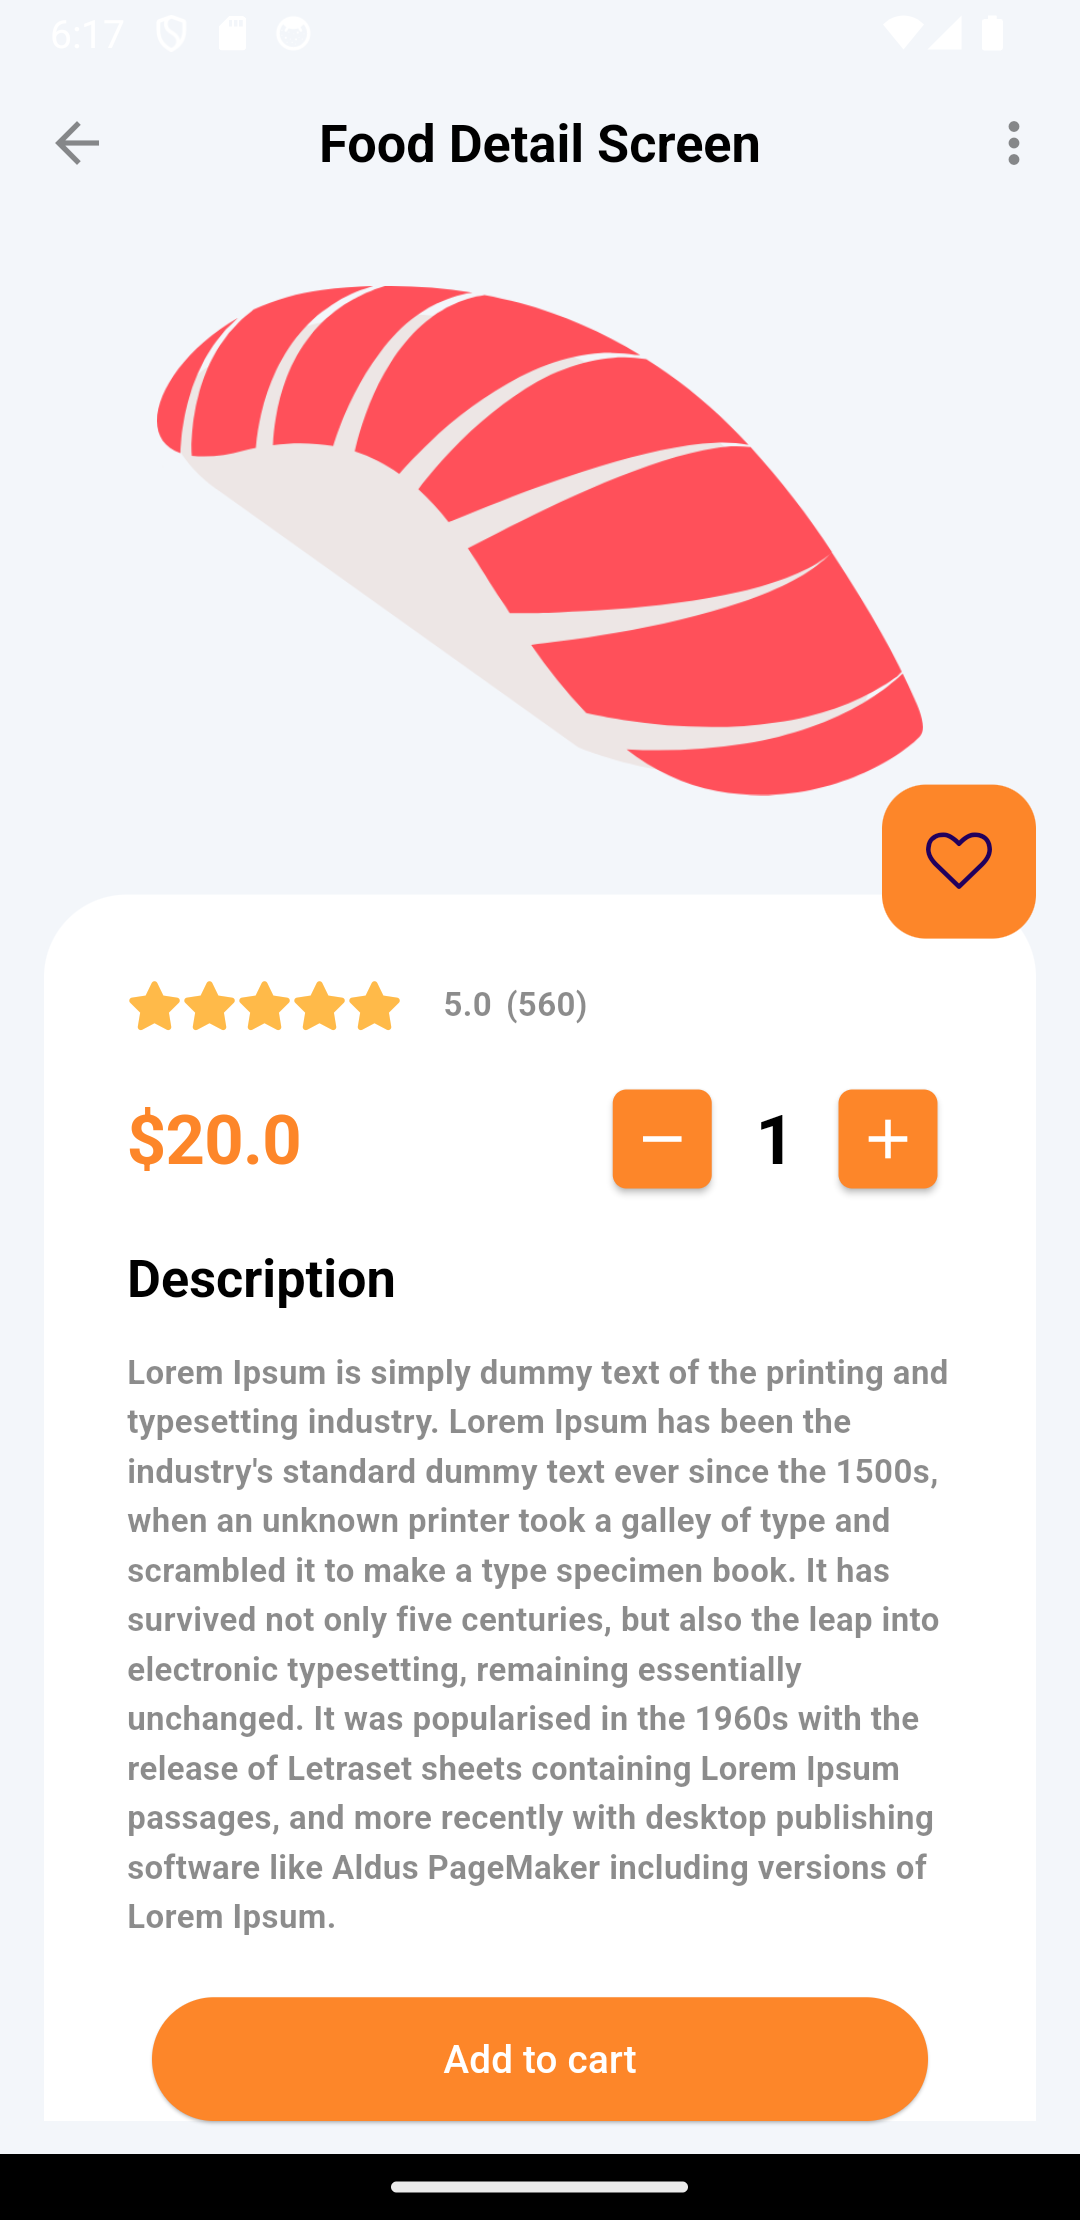 6:17
Food Detail Screen
5.0 (560)
$20.0
1
Description
Lorem Ipsum is simply dummy text of the printing and
typesetting industry. Lorem Ipsum has been the
industry's standard dummy text ever since the 1500s,
when an unknown printer took a galley of type and
scrambled it to make a type specimen book. It has
survived not only five centuries, but also the leap into
electronic typesetting, remaining essentially
unchanged. It was popularised in the 1960s with the
release of Letraset sheets containing Lorem Ipsum
passages, and more recently with desktop publishing
software like Aldus PageMaker including versions of
Lorem Ipsum.
Add to cart